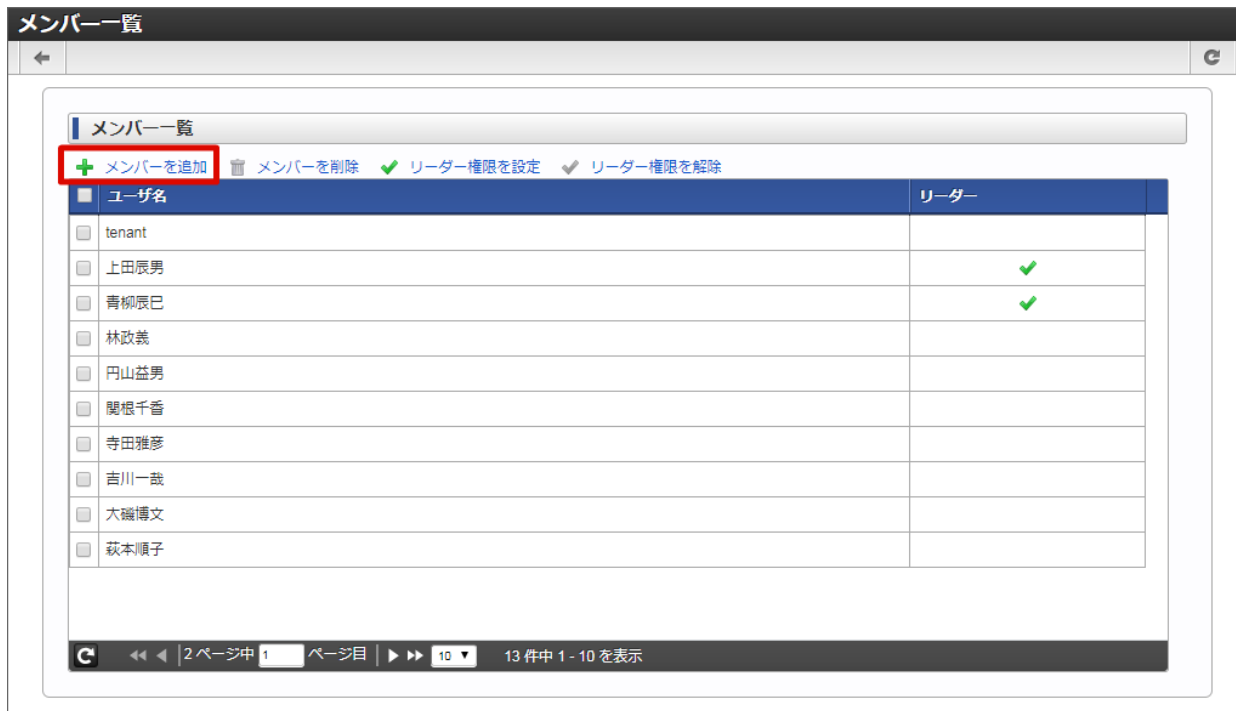 メンバー一覧
メンバー一覧
メンバーを追加 メンバーを削除 リーダー権限を設定 リーダー権限を解除
ユーザ名 リーダー
tenant
上田辰男
青柳辰巳
林政義
円山益男
関根千香
寺田雅彦
吉川一哉
大磯博文
萩本順子
2 ページ中 1 ページ目 10 13 件中 1 - 10 を表示